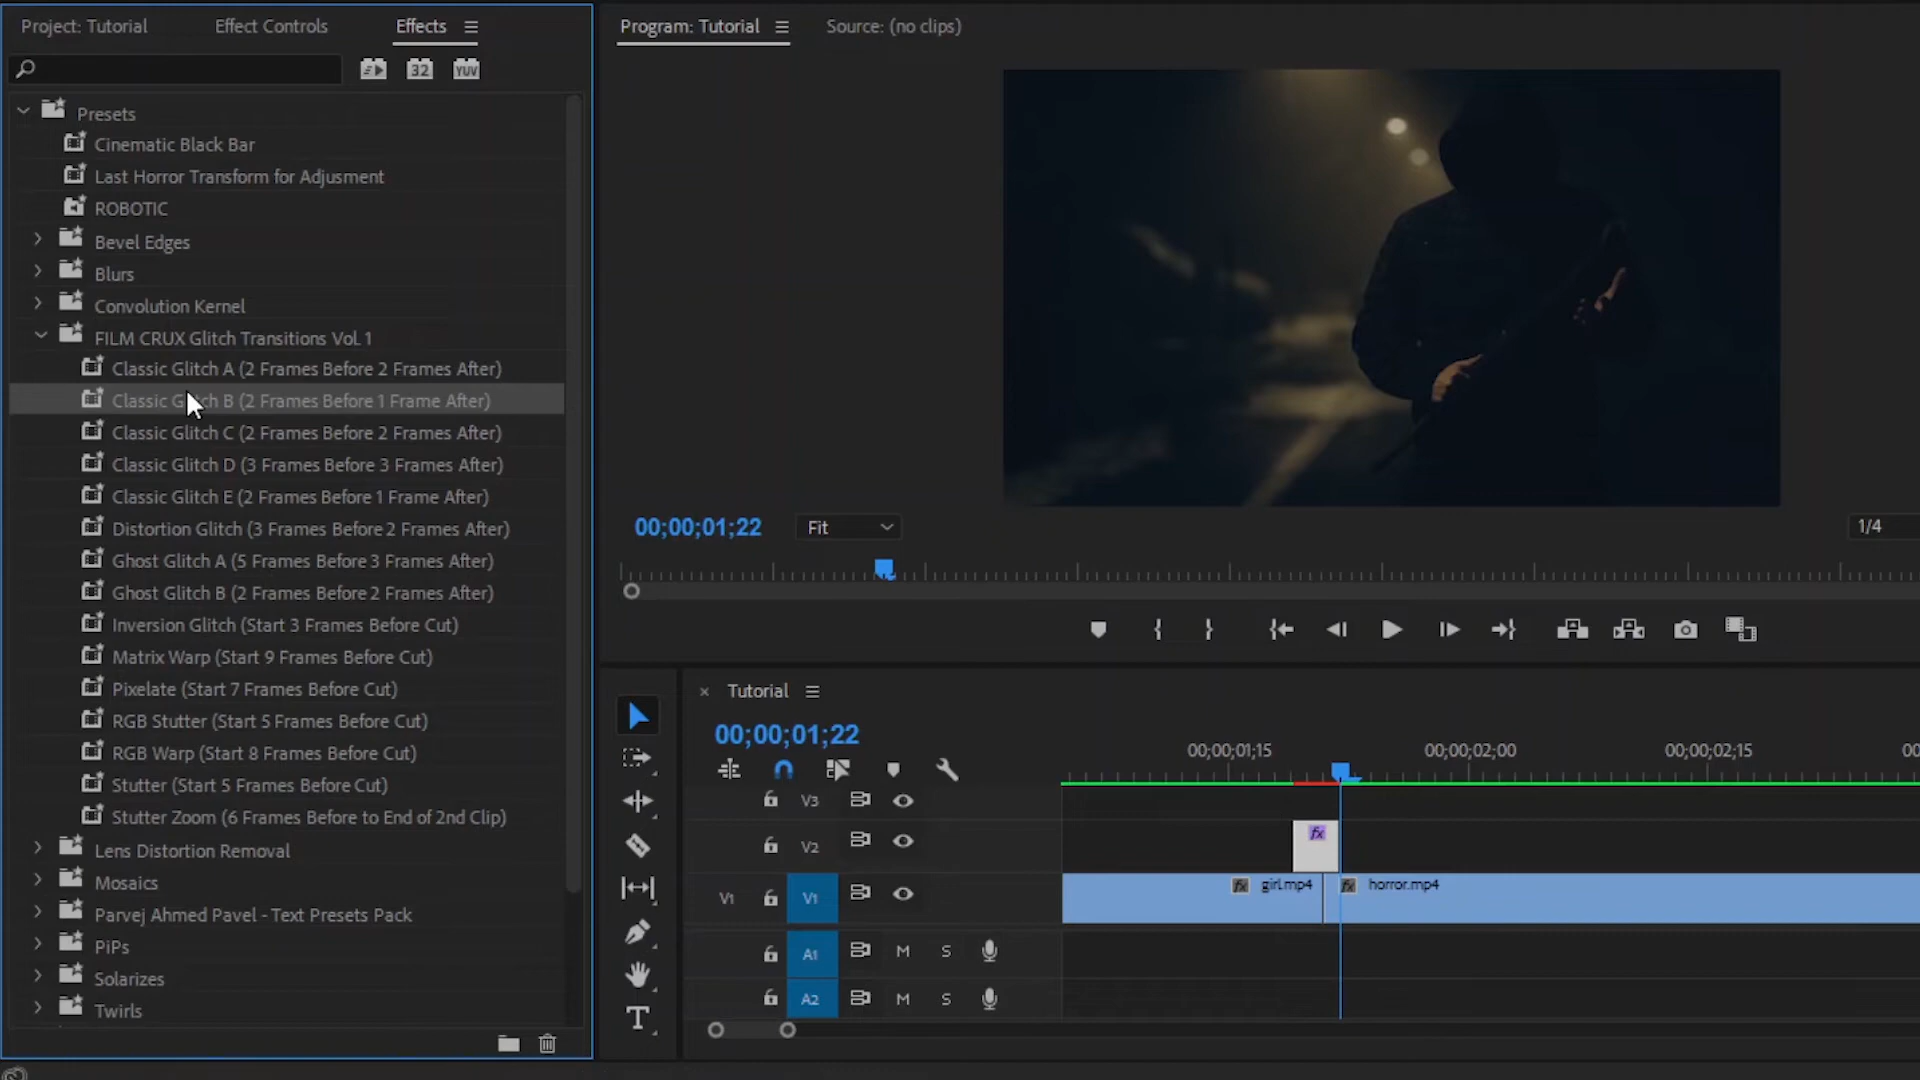 Project: Tutorial
Effect Controls
Effects
32
YUV
Presets
Cinematic Black Bar
Last Horror Transform for Adjusment
ROBOTIC
Bevel Edges
Blurs
Convolution Kernel
FILM CRUX Glitch Transitions Vol. 1
Classic Glitch A (2 Frames Before 2 Frames After)
Classic Glitch B (2 Frames Before 1 Frame After)
Classic Glitch C (2 Frames Before 2 Frames After)
Classic Glitch D (3 Frames Before 3 Frames After)
Classic Glitch E (2 Frames Before 1 Frame After)
Distortion Glitch (3 Frames Before 2 Frames After)
Ghost Glitch A (5 Frames Before 3 Frames After)
Ghost Glitch B (2 Frames Before 2 Frames After)
Inversion Glitch (Start 3 Frames Before Cut)
Matrix Warp (Start 9 Frames Before Cut)
Pixelate (Start 7 Frames Before Cut)
RGB Stutter (Start 5 Frames Before Cut)
RGB Warp (Start 8 Frames Before Cut)
Stutter (Start 5 Frames Before Cut)
Stutter Zoom (6 Frames Before to End of 2nd Clip)
Lens Distortion Removal
Mosaics
Parvej Ahmed Pavel - Text Presets Pack
PiPs
Solarizes
Twirls
Program: Tutorial
Source: (no clips)
00;00;01;22
Fit
1/4
× Tutorial
00;00;01;22
00;00;01;15
00;00;02;00
00;00;02;15
00
V3
V2
fx
V1
V1
fx girl.mp4
fx horror.mp4
A1
M
S
A2
M
S